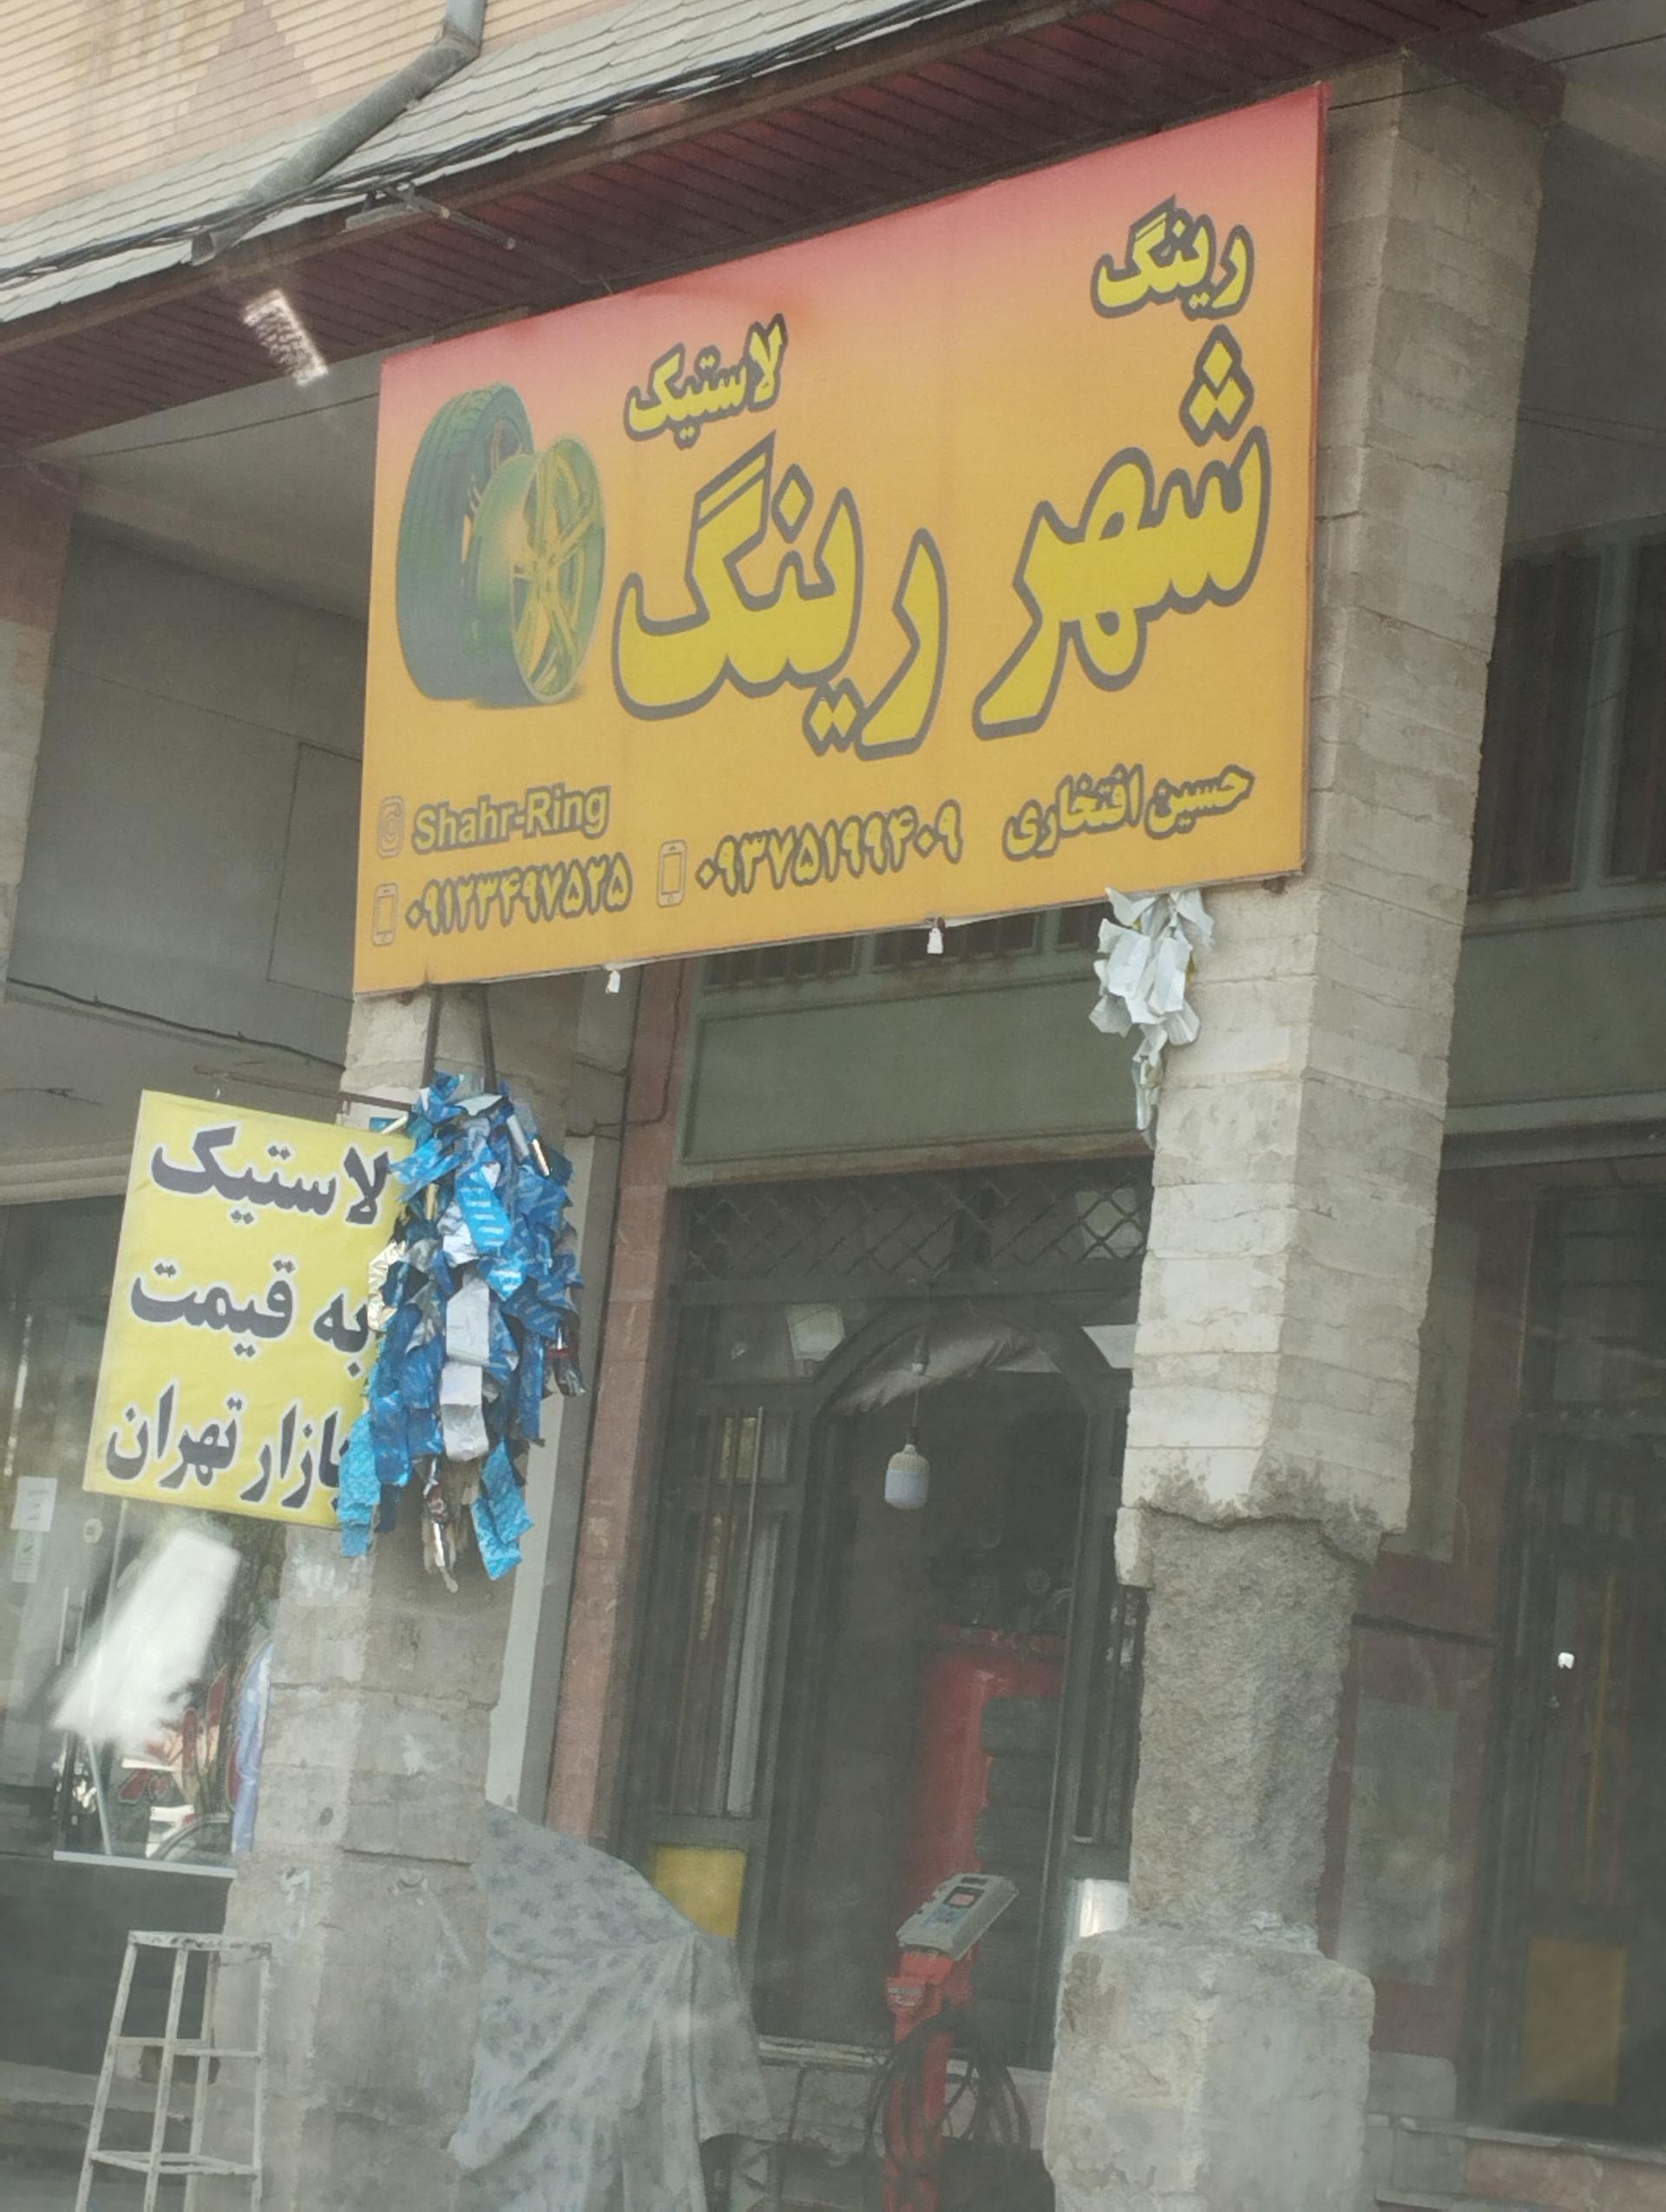 رینگ
لاستیک
شهر رینگ
حسین افتخاری
۰۹۳۷۵۱۹۹۴۰۹
Shahr-Ring
۰۹۱۲۳۴۹۷۵۲۵
لاستیک
به قیمت
بازار تهران